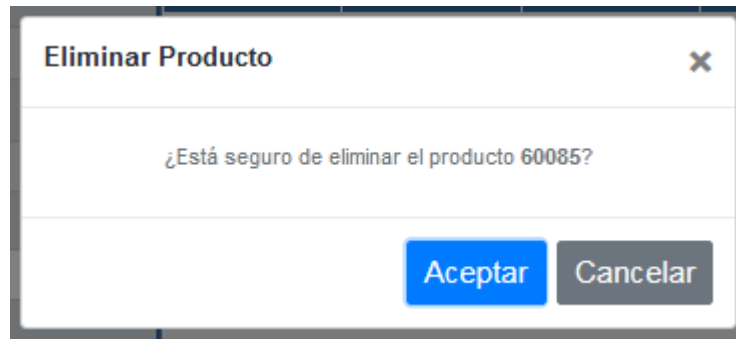 Eliminar Producto ×
¿Está seguro de eliminar el producto 60085?
Aceptar Cancelar